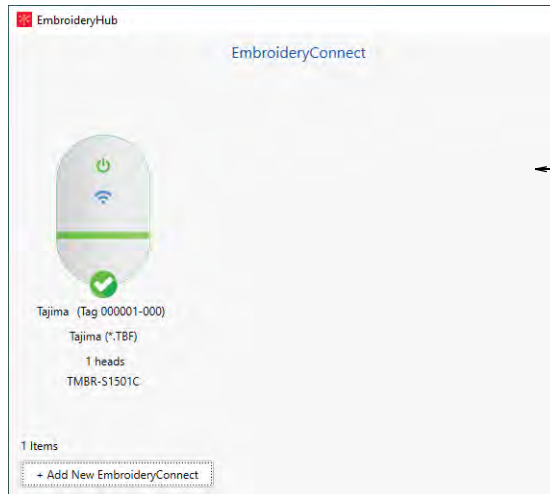 EmbroideryHub
EmbroideryConnect
Tajima (Tag 000001-000)
Tajima (*.TBF)
1 heads
TMBR-S1501C
1 Items
+ Add New EmbroideryConnect